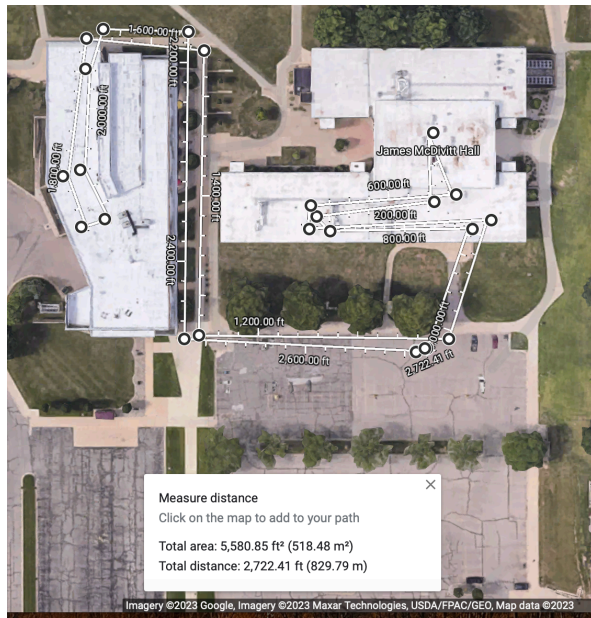 1,600.00 ft
2,200.00 ft
2,000.00 ft
1,800.00 ft
James McDivitt Hall
600.00 ft
200.00 ft
800.00 ft
1,400.00 ft
2,400.00 ft
1,200.00 ft
2,600.00 ft
2,722.41 ft
Measure distance
Click on the map to add to your path
Total area: 5,580.85 ft² (518.48 m²)
Total distance: 2,722.41 ft (829.79 m)
Imagery ©2023 Google, Imagery ©2023 Maxar Technologies, USDA/FPAC/GEO, Map data ©2023